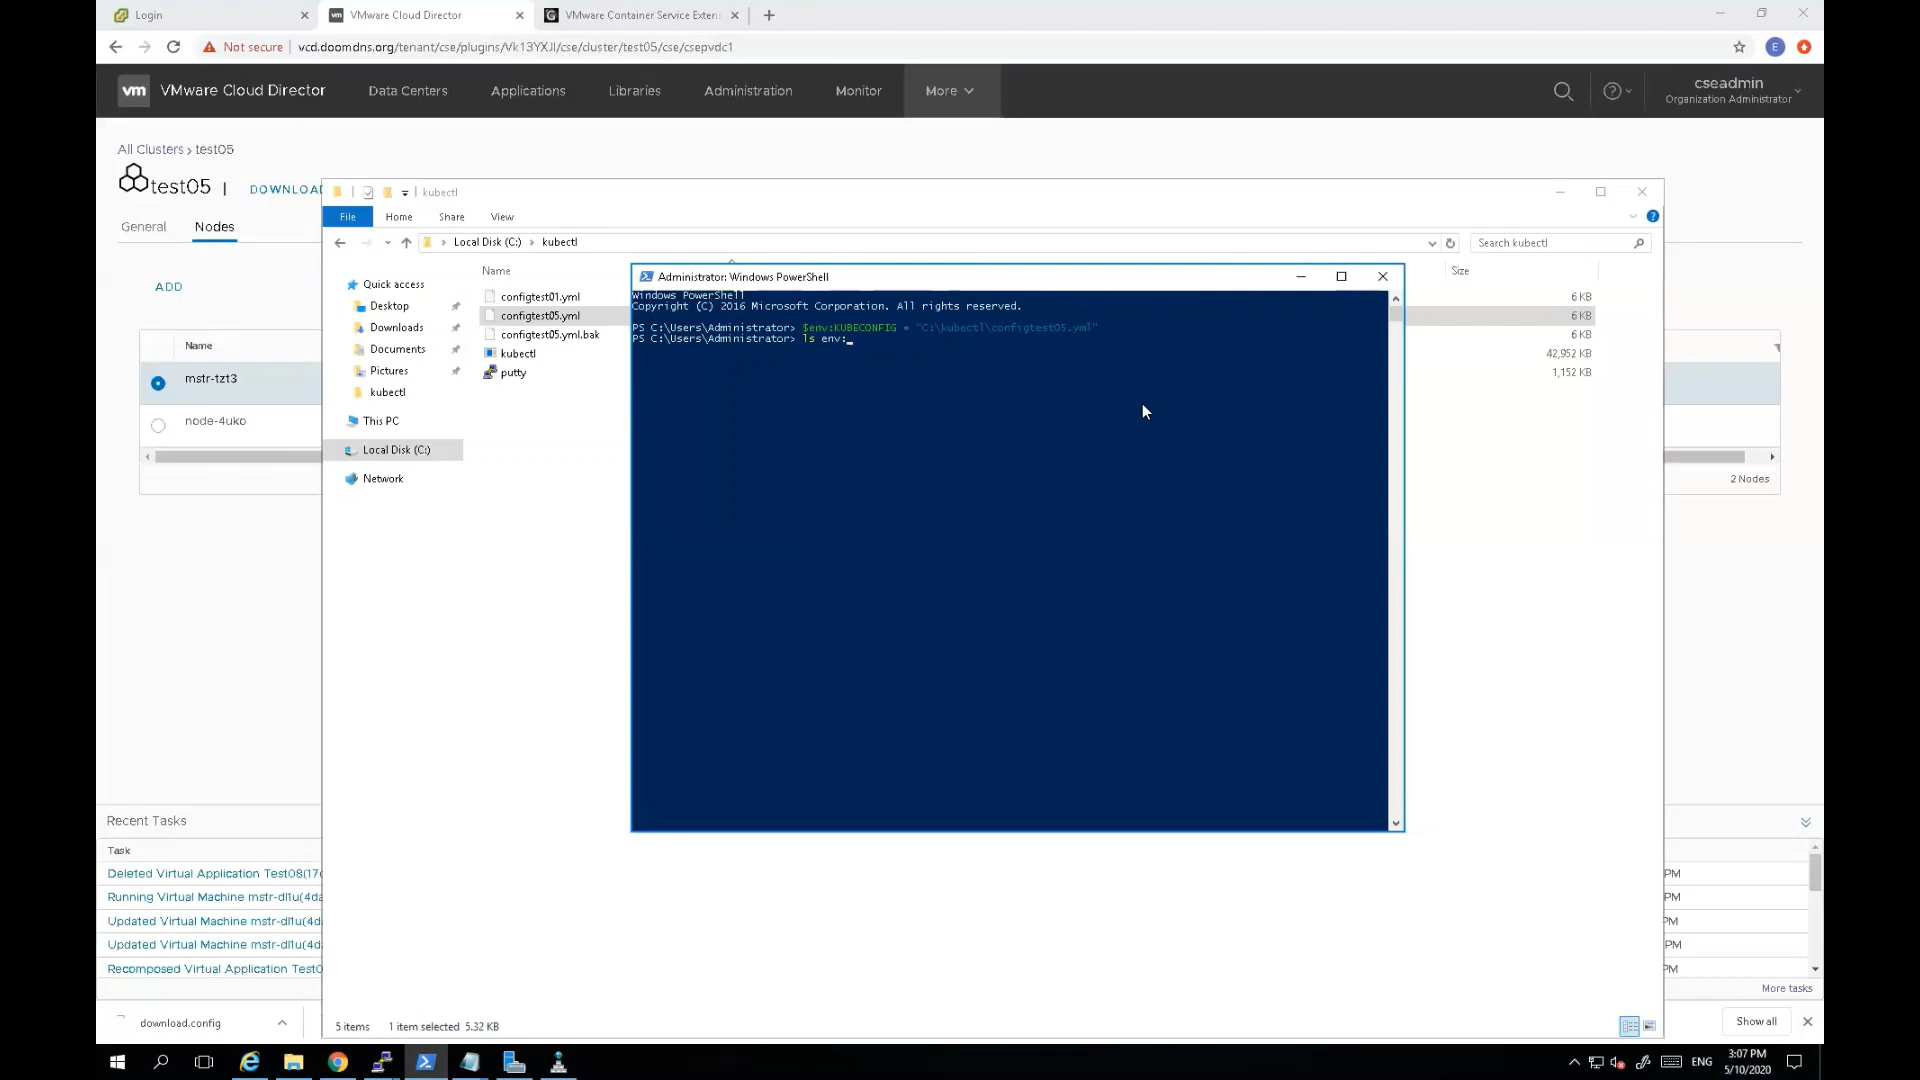 Login
VMware Cloud Director
VMware Container Service Exten
Not secure
vcd.doomdns.org/tenant/cse/plugins/Vk13YXJl/cse/cluster/test05/cse/csepvdc1
E
vm
VMware Cloud Director
Data Centers
Applications
Libraries
Administration
Monitor
More
cseadmin
Organization Administrator
All Clusters > test05
test05 |
DOWNLOAD
General
Nodes
ADD
Name
mstr-tzt3
node-4uko
2 Nodes
kubectl
File
Home
Share
View
Local Disk (C:) > kubectl
Search kubectl
Quick access
Desktop
Downloads
Documents
Pictures
kubectl
This PC
Local Disk (C:)
Network
Name
Size
configtest01.yml
6 KB
configtest05.yml
6 KB
configtest05.yml.bak
6 KB
kubectl
42,952 KB
putty
1,152 KB
Administrator: Windows PowerShell
Windows PowerShell
Copyright (C) 2016 Microsoft Corporation. All rights reserved.
PS C:\Users\Administrator> $env:KUBECONFIG = "C:\kubectl\configtest05.yml"
PS C:\Users\Administrator> ls env:_
Recent Tasks
Task
Deleted Virtual Application Test08(17
PM
Running Virtual Machine mstr-dl1u(4da
PM
Updated Virtual Machine mstr-dl1u(4d
PM
Updated Virtual Machine mstr-dl1u(4d
PM
Recomposed Virtual Application Test0
PM
More tasks
5 items
1 item selected 5.32 KB
download.config
Show all
ENG
3:07 PM
5/10/2020